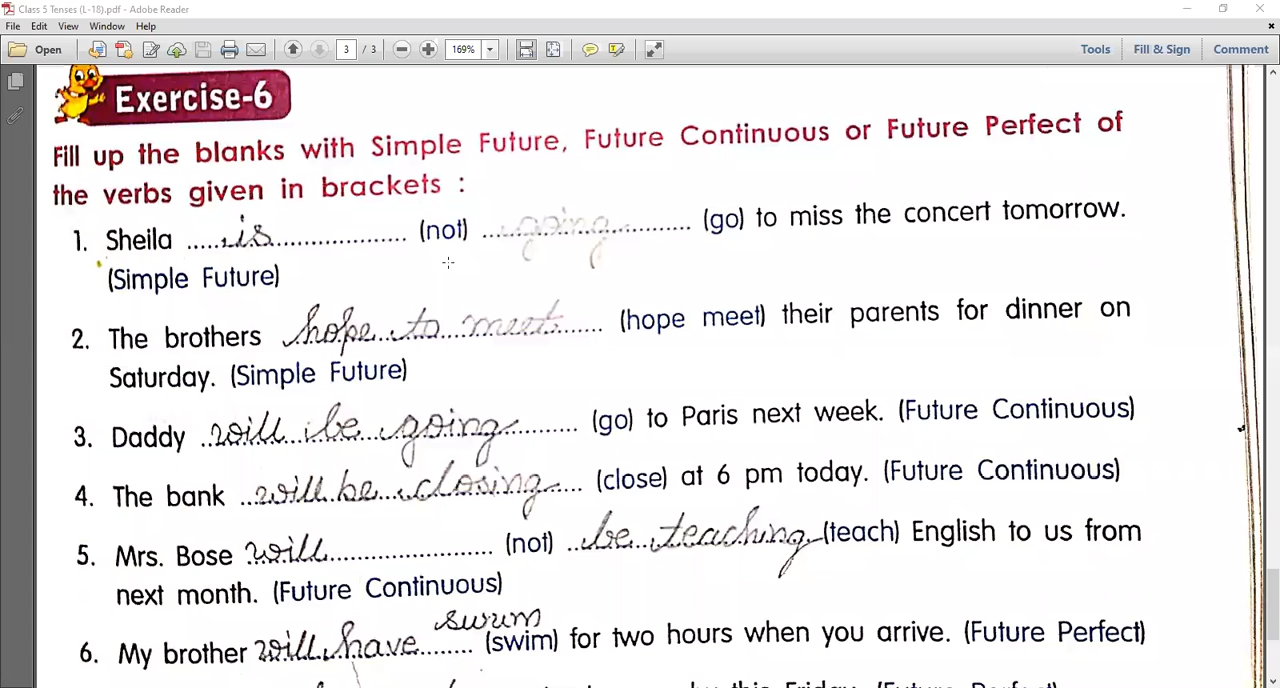 Class 5 Tenses (L-18).pdf - Adobe Reader
File Edit View Window Help
Open 3 / 3 169% Tools Fill & Sign Comment
Exercise-6
Fill up the blanks with Simple Future, Future Continuous or Future Perfect of
the verbs given in brackets :
1. Sheila .....is.................... (not) ...going............ (go) to miss the concert tomorrow.
(Simple Future)
2. The brothers hope to meet...... (hope meet) their parents for dinner on
Saturday. (Simple Future)
3. Daddy ..will be going.......... (go) to Paris next week. (Future Continuous)
4. The bank ..will be closing.... (close) at 6 pm today. (Future Continuous)
5. Mrs. Bose will...................... (not) ..be teaching (teach) English to us from
next month. (Future Continuous)
6. My brother will have swum (swim) for two hours when you arrive. (Future Perfect)
by this Friday. (Future Perfect)